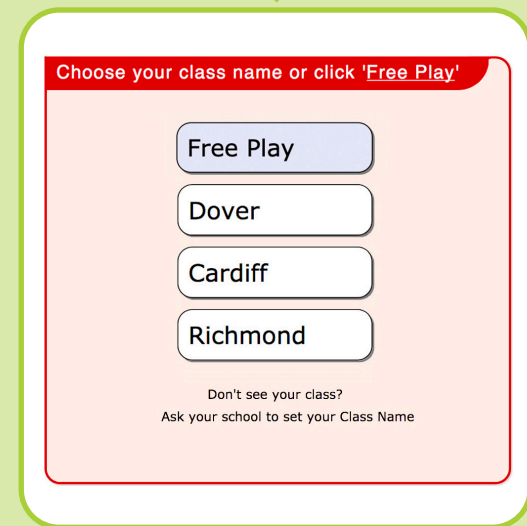 Choose your class name or click 'Free Play'
Free Play
Dover
Cardiff
Richmond
Don't see your class?
Ask your school to set your Class Name